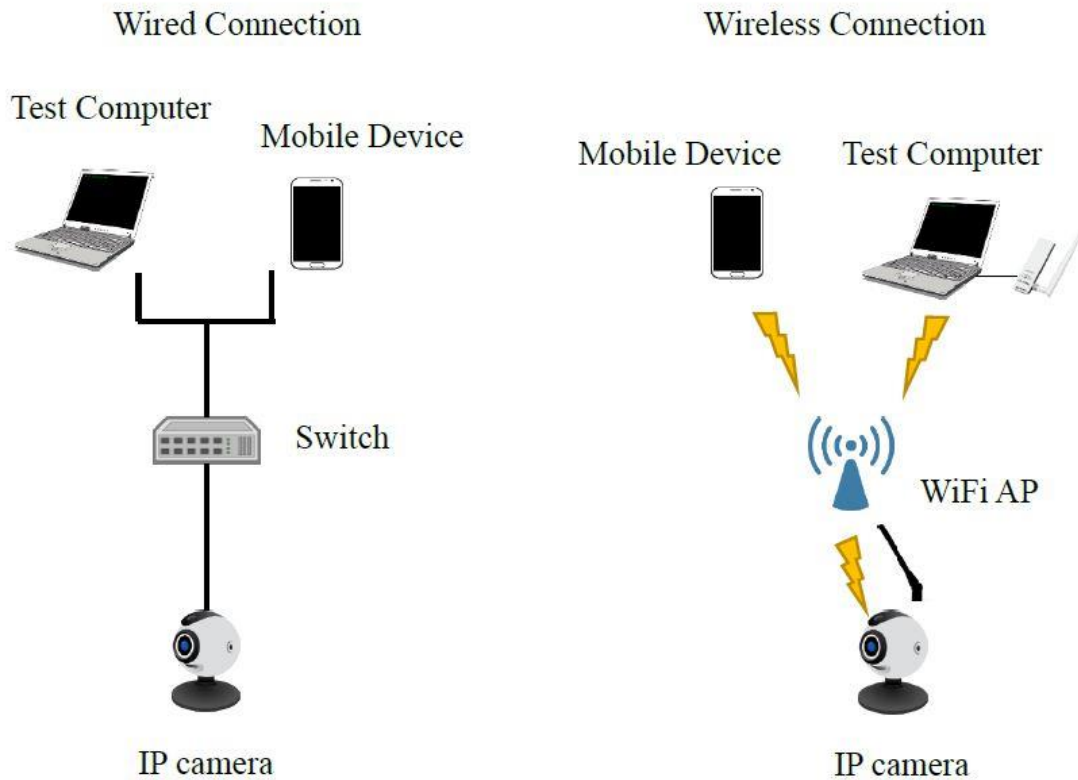 Wired Connection
Wireless Connection
Test Computer
Mobile Device
Mobile Device
Test Computer
Switch
WiFi AP
IP camera
IP camera